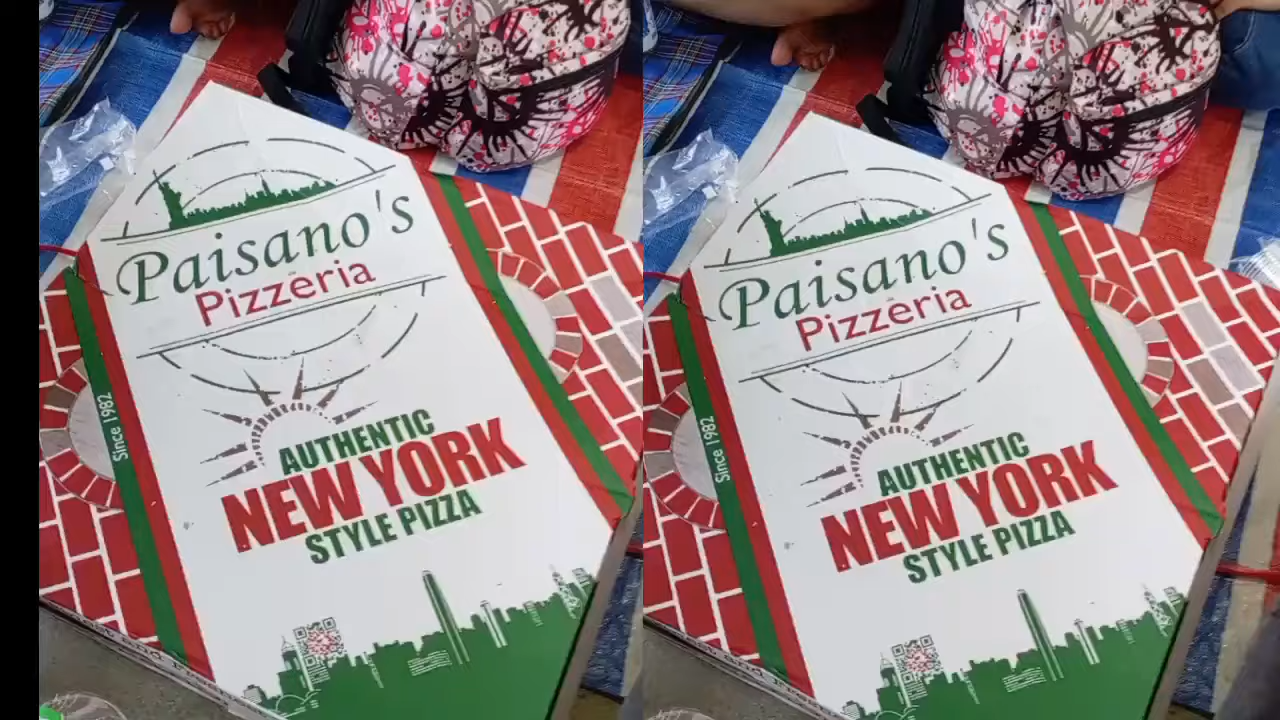 Paisano's
Pizzeria
Since 1982
AUTHENTIC
NEW YORK
STYLE PIZZA
Paisano's
Pizzeria
Since 1982
AUTHENTIC
NEW YORK
STYLE PIZZA